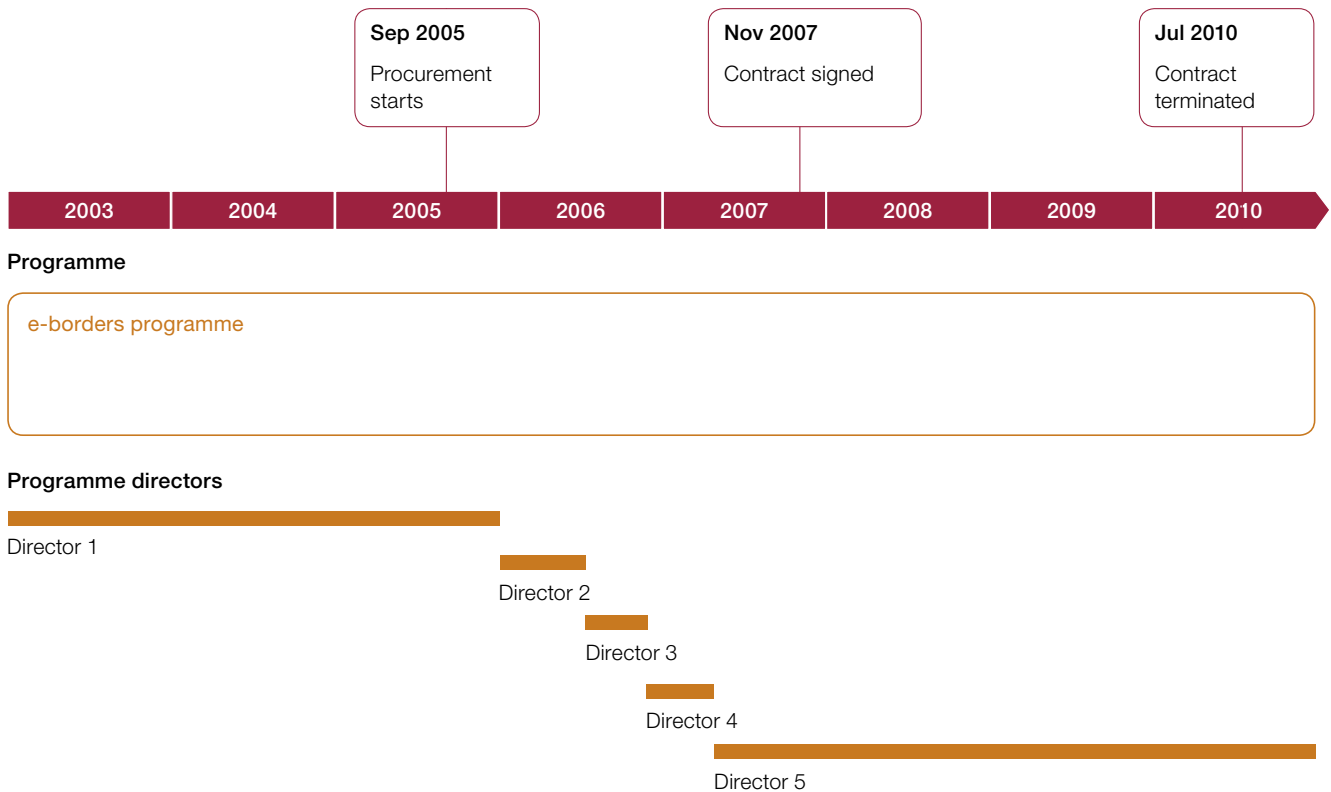 Sep 2005
Procurement
starts
Nov 2007
Contract signed
Jul 2010
Contract
terminated
2003
2004
2005
2006
2007
2008
2009
2010
Programme
e-borders programme
Programme directors
Director 1
Director 2
Director 3
Director 4
Director 5